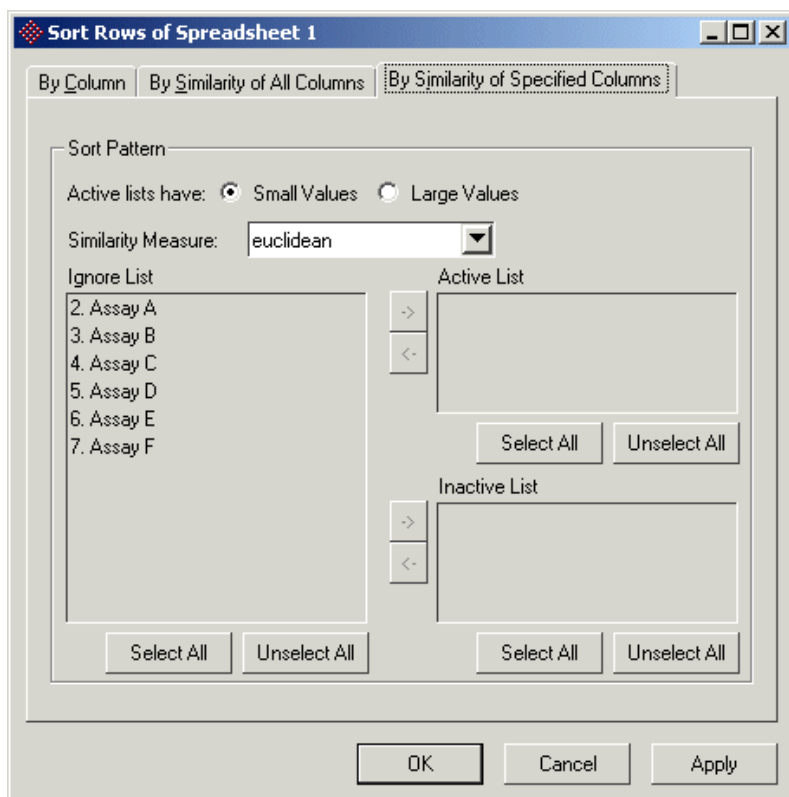 Sort Rows of Spreadsheet 1
By Column By Similarity of All Columns By Similarity of Specified Columns
Sort Pattern
Active lists have: Small Values Large Values
Similarity Measure: euclidean
Ignore List
2. Assay A
3. Assay B
4. Assay C
5. Assay D
6. Assay E
7. Assay F
Select All Unselect All
->
<-
Active List
Select All Unselect All
->
<-
Inactive List
Select All Unselect All
OK Cancel Apply